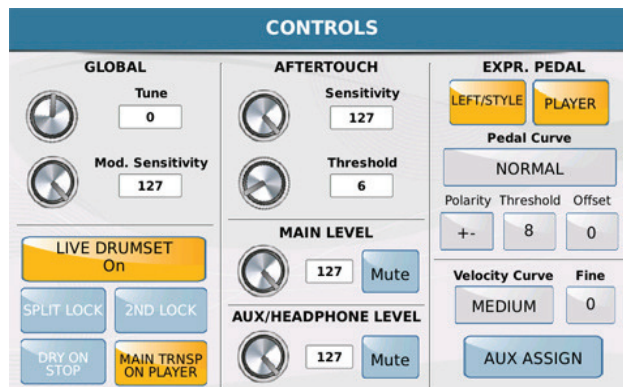 CONTROLS
GLOBAL
Tune
0
Mod. Sensitivity
127
LIVE DRUMSET
On
SPLIT LOCK
2ND LOCK
DRY ON
STOP
MAIN TRNSP
ON PLAYER
AFTERTOUCH
Sensitivity
127
Threshold
6
MAIN LEVEL
127
Mute
AUX/HEADPHONE LEVEL
127
Mute
EXPR. PEDAL
LEFT/STYLE
PLAYER
Pedal Curve
NORMAL
Polarity Threshold Offset
+- 8 0
Velocity Curve Fine
MEDIUM 0
AUX ASSIGN